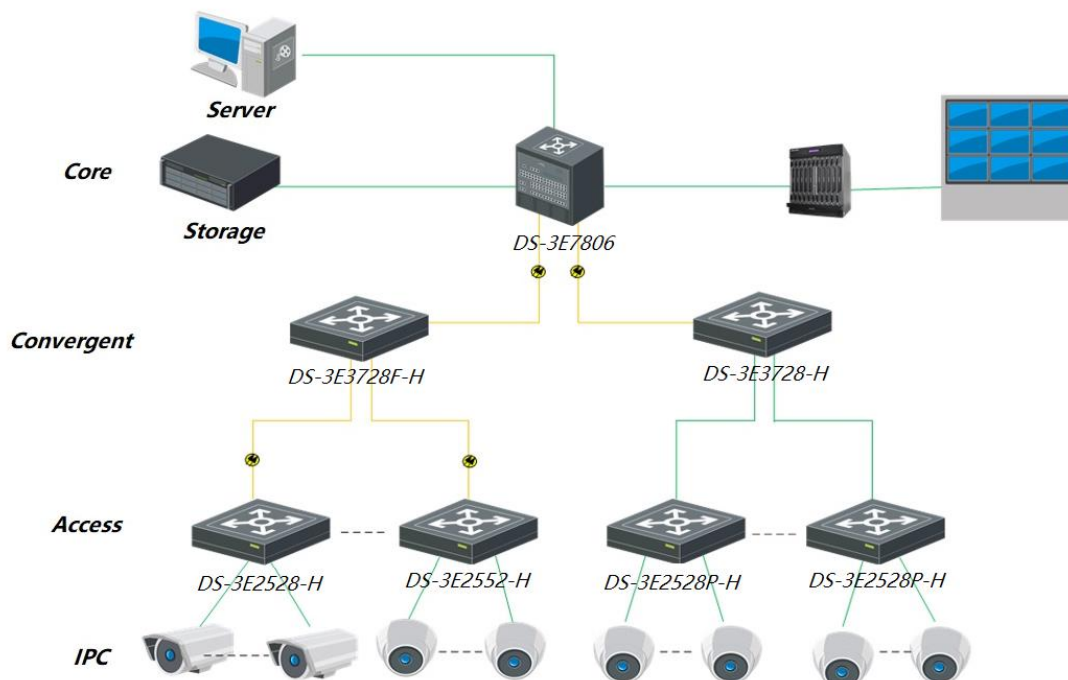 Server
Core
Storage
DS-3E7806
Convergent
DS-3E3728F-H
DS-3E3728-H
Access
DS-3E2528-H
DS-3E2552-H
DS-3E2528P-H
DS-3E2528P-H
IPC